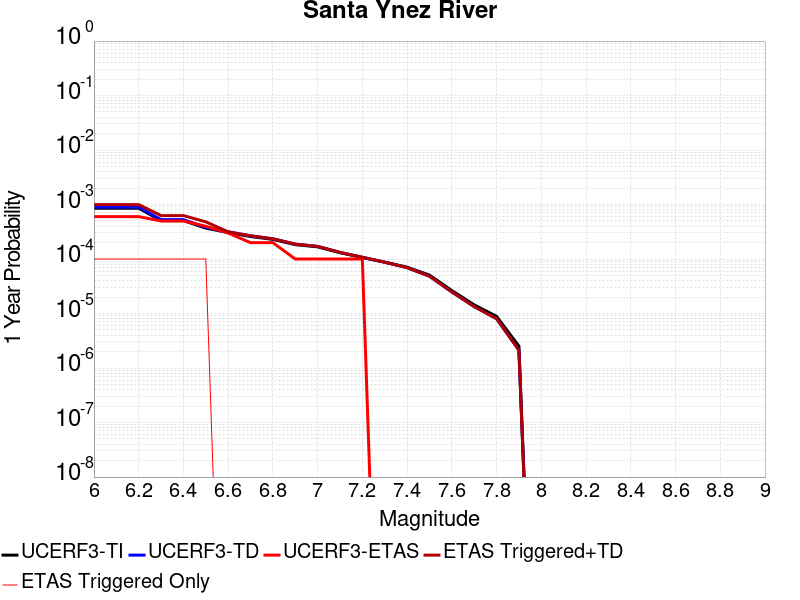 Santa Ynez River
10^0
10^-1
10^-2
10^-3
10^-4
10^-5
10^-6
10^-7
10^-8
1 Year Probability
6 6.2 6.4 6.6 6.8 7 7.2 7.4 7.6 7.8 8 8.2 8.4 8.6 8.8 9
Magnitude
UCERF3-TI UCERF3-TD UCERF3-ETAS ETAS Triggered+TD
ETAS Triggered Only